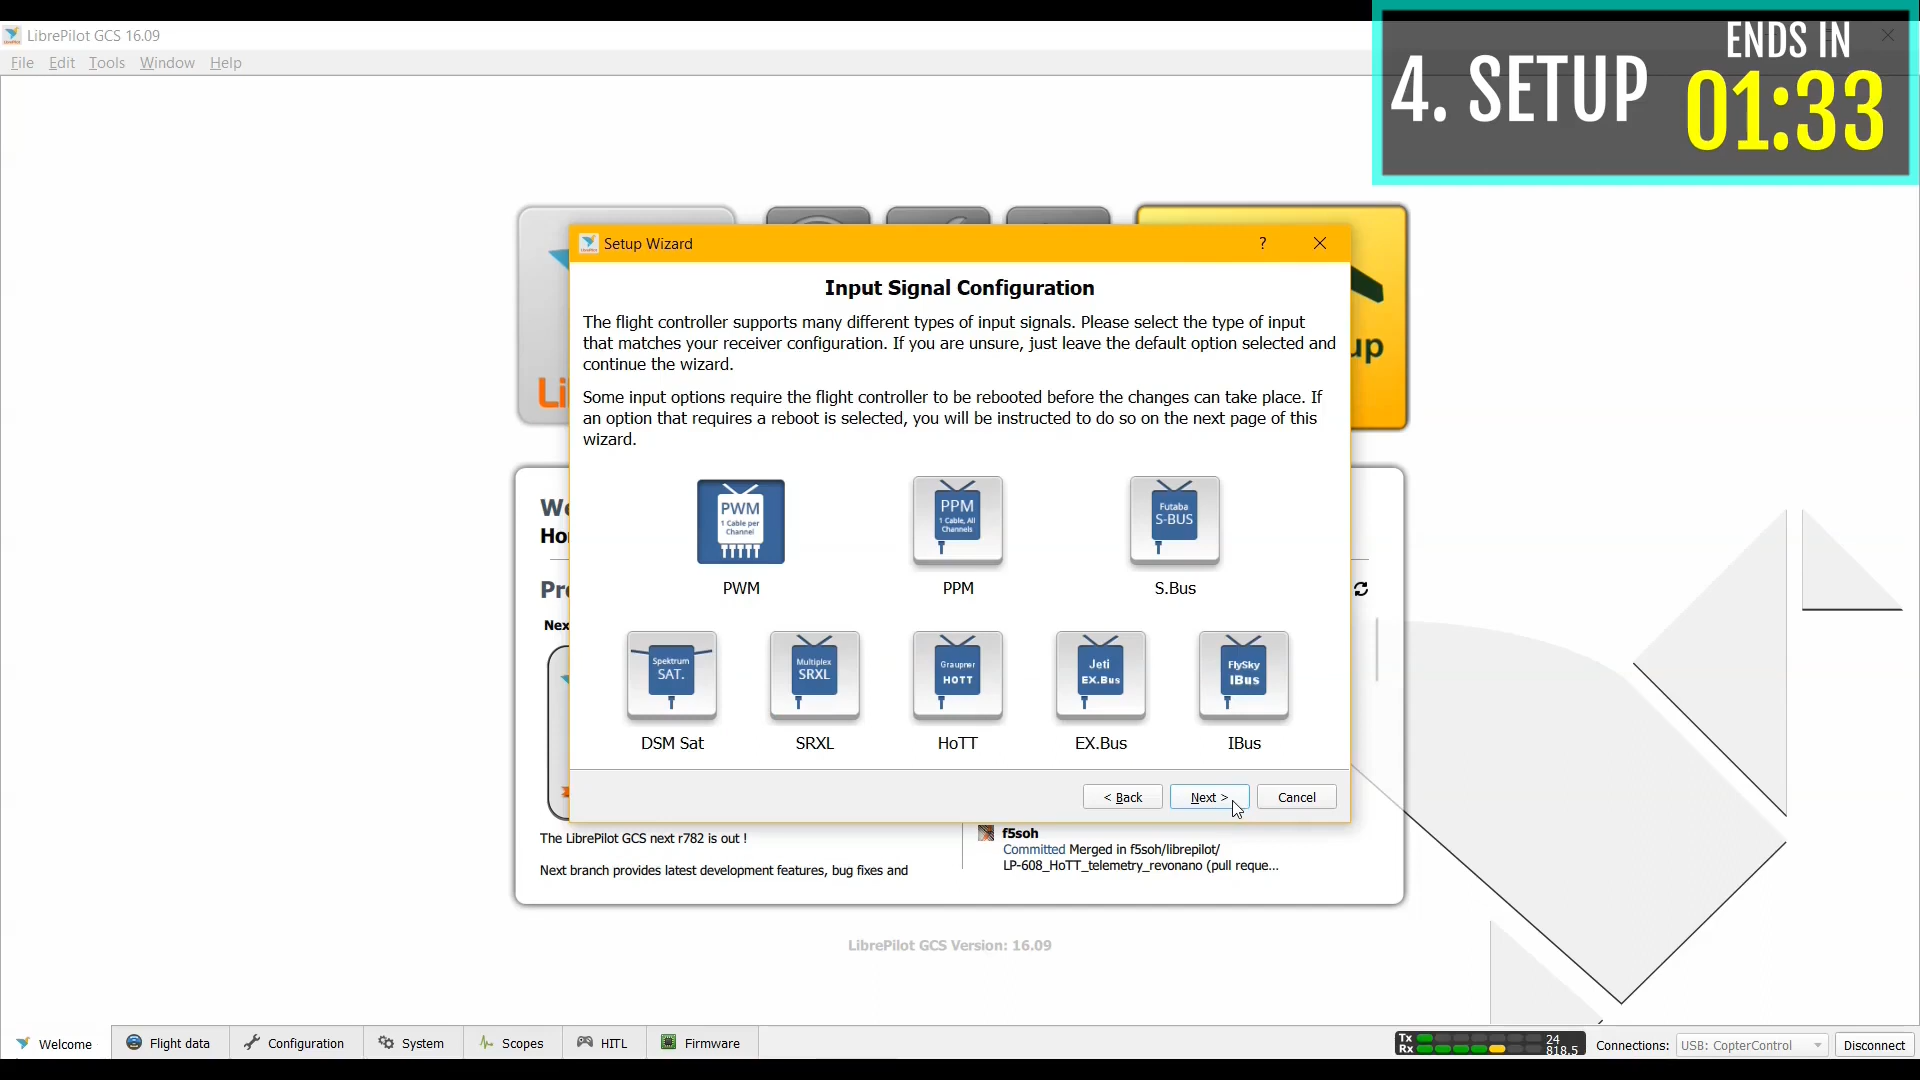 LibrePilot GCS 16.09
ENDS IN
4. SETUP
01:33
File Edit Tools Window Help
Setup Wizard
?
Input Signal Configuration
The flight controller supports many different types of input signals. Please select the type of input
that matches your receiver configuration. If you are unsure, just leave the default option selected and
continue the wizard.
Some input options require the flight controller to be rebooted before the changes can take place. If
an option that requires a reboot is selected, you will be instructed to do so on the next page of this
wizard.
PWM
1 Cable per
Channel
PPM
1 Cable, All
Channels
Futaba
S-BUS
PWM PPM S.Bus
Spektrum
SAT.
Multiplex
SRXL
Graupner
HOTT
Jeti
EX.Bus
FlySky
IBus
DSM Sat SRXL HoTT EX.Bus IBus
< Back Next > Cancel
Li
up
We
Ho
Pr
Nex
The LibrePilot GCS next r782 is out !
Next branch provides latest development features, bug fixes and
f5soh
Committed Merged in f5soh/librepilot/
LP-608_HoTT_telemetry_revonano (pull reque...
LibrePilot GCS Version: 16.09
Welcome Flight data Configuration System Scopes HITL Firmware
Tx 24
Rx 818.5
Connections: USB: CopterControl Disconnect